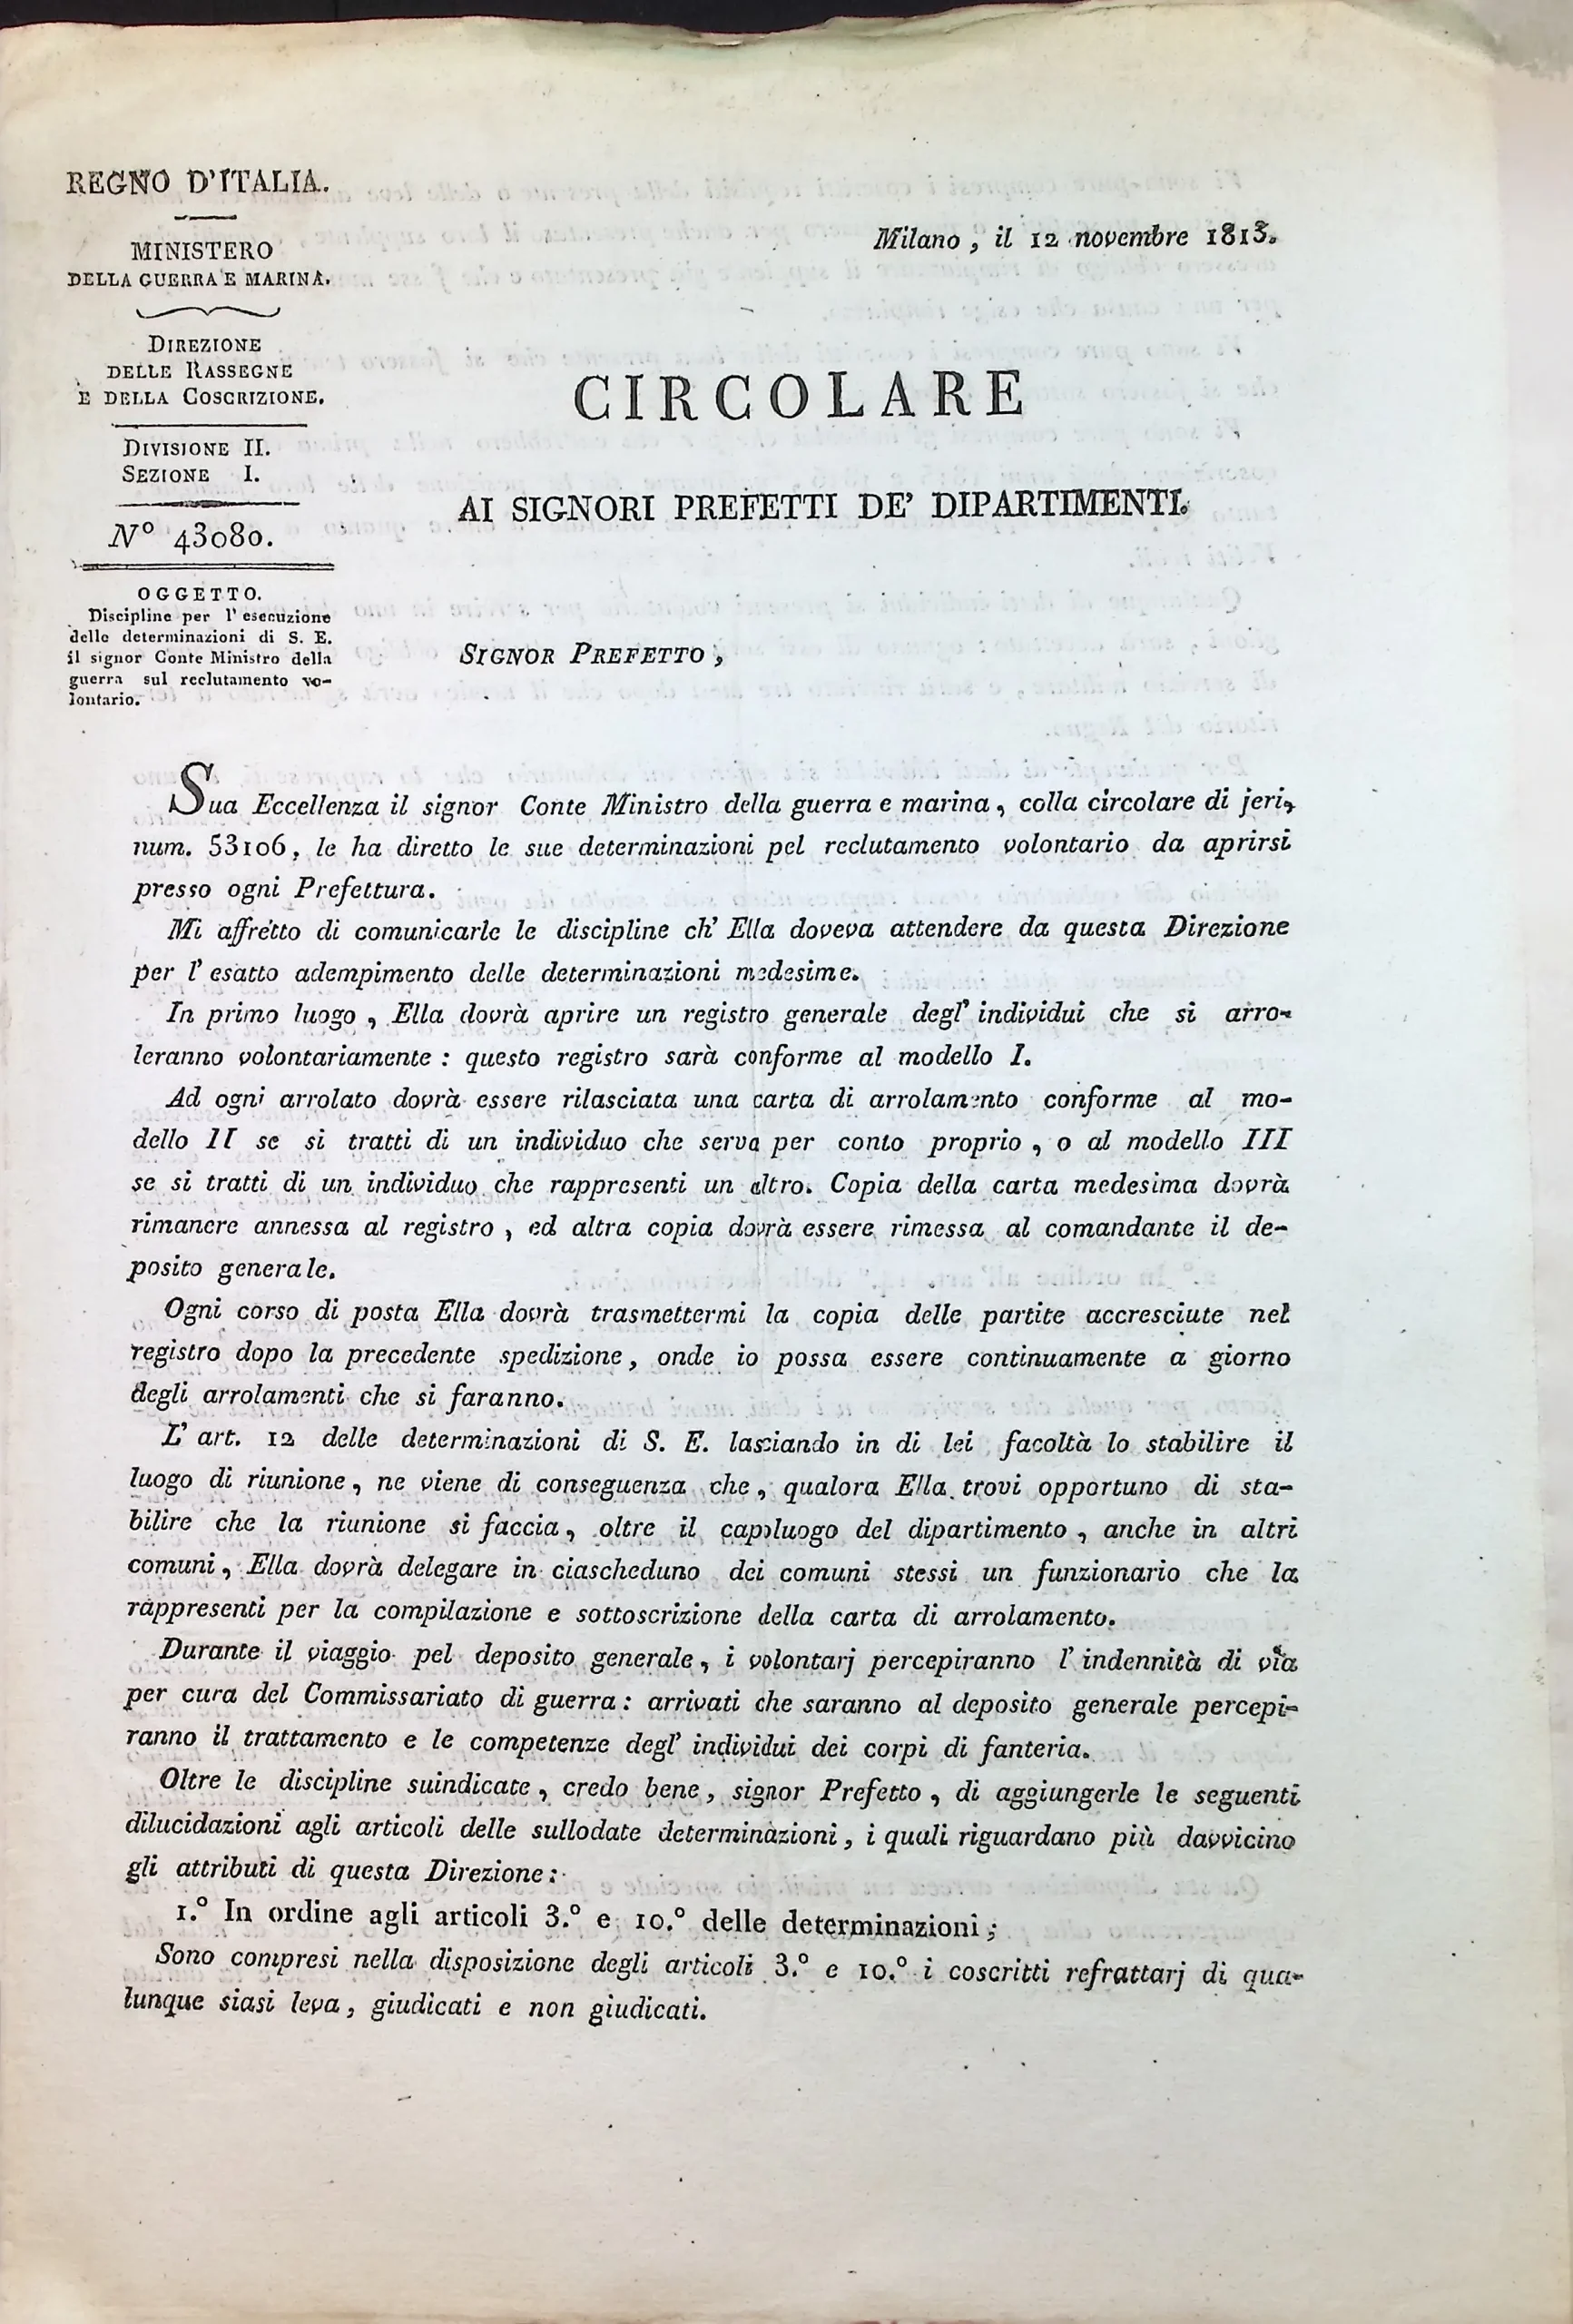 REGNO D'ITALIA.
MINISTERO
DELLA GUERRA E MARINA.
DIREZIONE
DELLE RASSEGNE
E DELLA COSCRIZIONE.
DIVISIONE II.
SEZIONE I.
N° 43080.
OGGETTO.
Discipline per l'esecuzione
delle determinazioni di S. E.
il signor Conte Ministro della
guerra sul reclutamento vo-
lontario.
Milano, il 12 novembre 1813.
CIRCOLARE
AI SIGNORI PREFETTI DE' DIPARTIMENTI.
SIGNOR PREFETTO,
Sua Eccellenza il signor Conte Ministro della guerra e marina, colla circolare di jeri,
num. 53106, le ha diretto le sue determinazioni pel reclutamento volontario da aprirsi
presso ogni Prefettura.
Mi affretto di comunicarle le discipline ch' Ella doveva attendere da questa Direzione
per l'esatto adempimento delle determinazioni medesime.
In primo luogo, Ella dovrà aprire un registro generale degl' individui che si arro-
leranno volontariamente : questo registro sarà conforme al modello I.
Ad ogni arrolato dovrà essere rilasciata una carta di arrolamento conforme al mo-
dello II se si tratti di un individuo che serva per conto proprio, o al modello III
se si tratti di un individuo che rappresenti un altro. Copia della carta medesima dovrà
rimanere annessa al registro, ed altra copia dovrà essere rimessa al comandante il de-
posito generale.
Ogni corso di posta Ella dovrà trasmettermi la copia delle partite accresciute nel
registro dopo la precedente spedizione, onde io possa essere continuamente a giorno
degli arrolamenti che si faranno.
L' art. 12 delle determinazioni di S. E. lasciando in di lei facoltà lo stabilire il
luogo di riunione, ne viene di conseguenza che, qualora Ella trovi opportuno di sta-
bilire che la riunione si faccia, oltre il capoluogo del dipartimento, anche in altri
comuni, Ella dovrà delegare in ciascheduno dei comuni stessi un funzionario che la
rappresenti per la compilazione e sottoscrizione della carta di arrolamento.
Durante il viaggio pel deposito generale, i volontarj percepiranno l' indennità di via
per cura del Commissariato di guerra : arrivati che saranno al deposito generale percepi-
ranno il trattamento e le competenze degl' individui dei corpi di fanteria.
Oltre le discipline suindicate, credo bene, signor Prefetto, di aggiungerle le seguenti
dilucidazioni agli articoli delle sullodate determinazioni, i quali riguardano più davvicino
gli attributi di questa Direzione :
1.° In ordine agli articoli 3.° e 10.° delle determinazioni ;
Sono compresi nella disposizione degli articoli 3.° e 10.° i coscritti refrattarj di qua-
lunque siasi leva, giudicati e non giudicati.